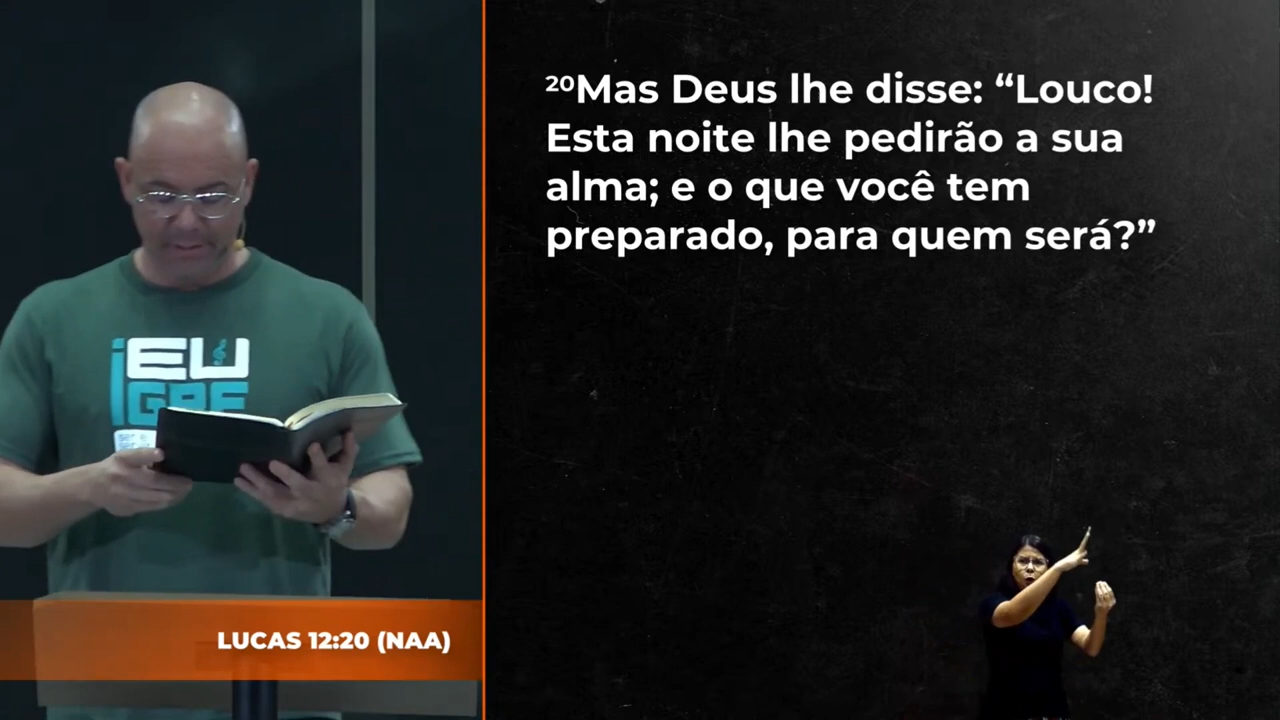 ²⁰Mas Deus lhe disse: “Louco!
Esta noite lhe pedirão a sua
alma; e o que você tem
preparado, para quem será?”
iEU
LUCAS 12:20 (NAA)